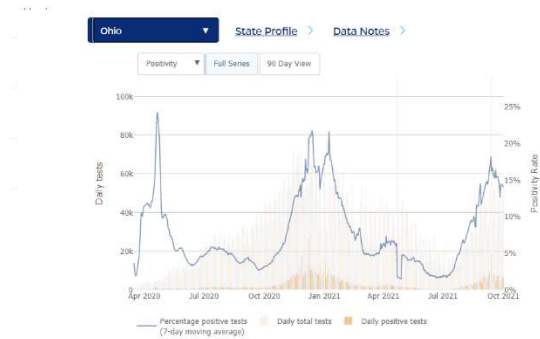 Ohio ▼ State Profile > Data Notes >
Positivity ▼ Full Series 90 Day View
100k
80k
60k
40k
20k
0
Daily tests
25%
20%
15%
10%
5%
0%
Positivity Rate
Apr 2020 Jul 2020 Oct 2020 Jan 2021 Apr 2021 Jul 2021 Oct 2021
Percentage positive tests
(7-day moving average)
Daily total tests
Daily positive tests